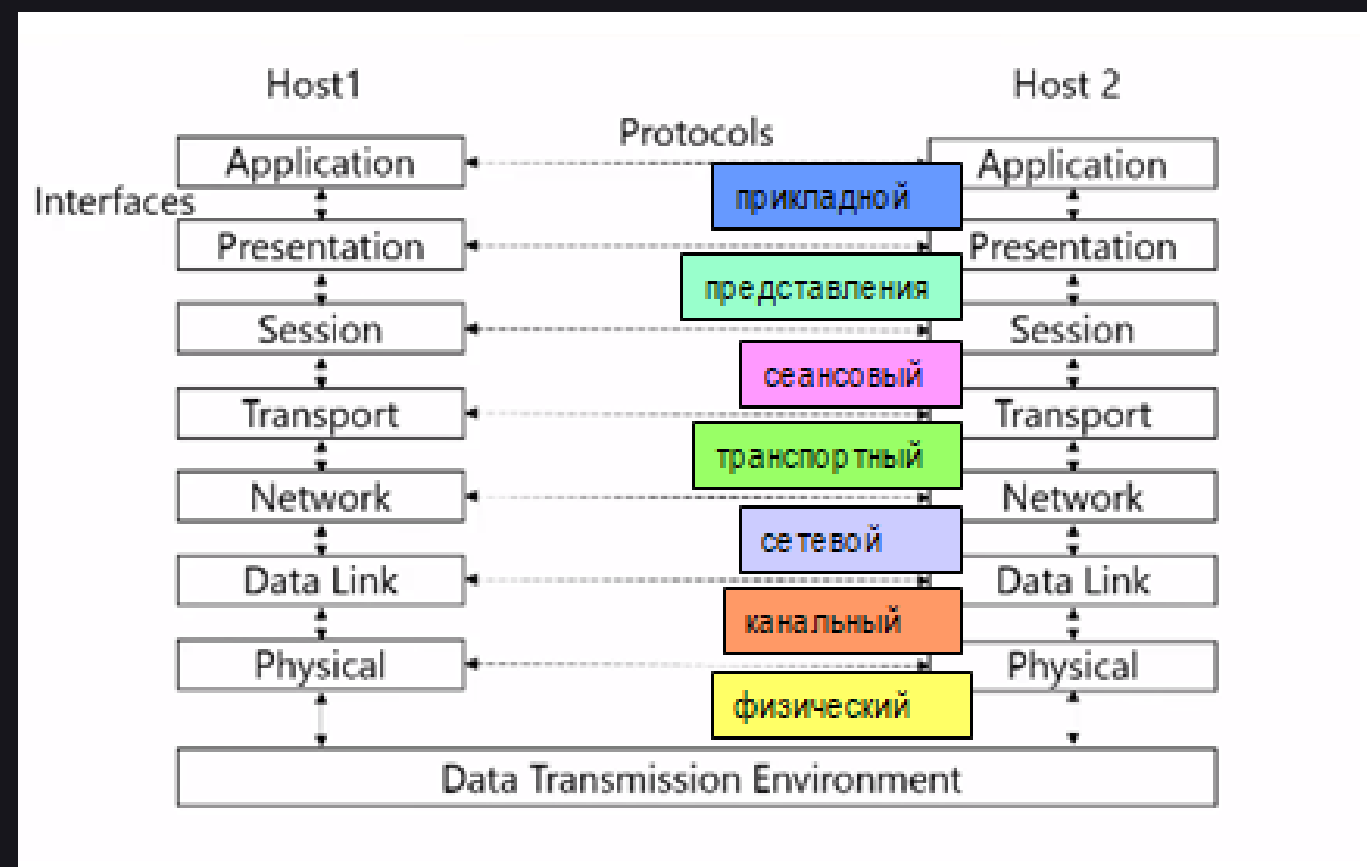 Host1
Host 2
Protocols
Application
Application
прикладной
Interfaces
Presentation
Presentation
представления
Session
Session
сеансовый
Transport
Transport
транспортный
Network
Network
сетевой
Data Link
Data Link
канальный
Physical
Physical
физический
Data Transmission Environment